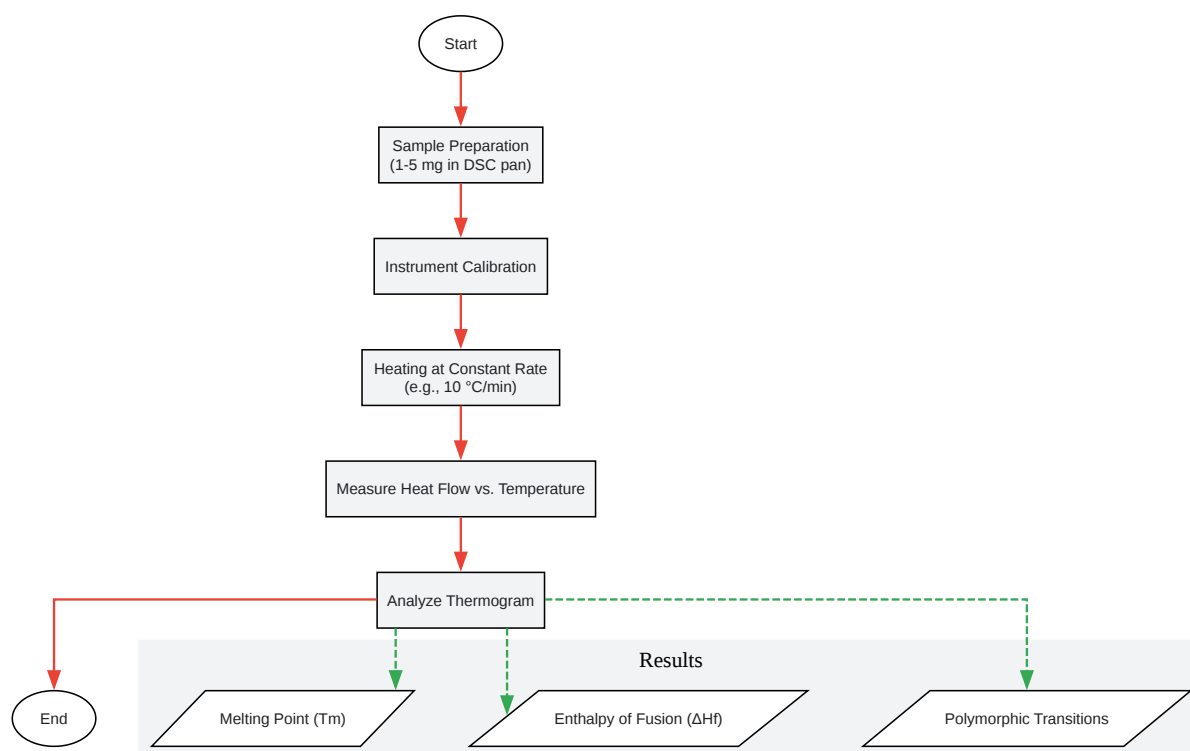 Start
Sample Preparation
(1-5 mg in DSC pan)
Instrument Calibration
Heating at Constant Rate
(e.g., 10 °C/min)
Measure Heat Flow vs. Temperature
Analyze Thermogram
Results
End
Melting Point (Tm)
Enthalpy of Fusion (ΔHf)
Polymorphic Transitions